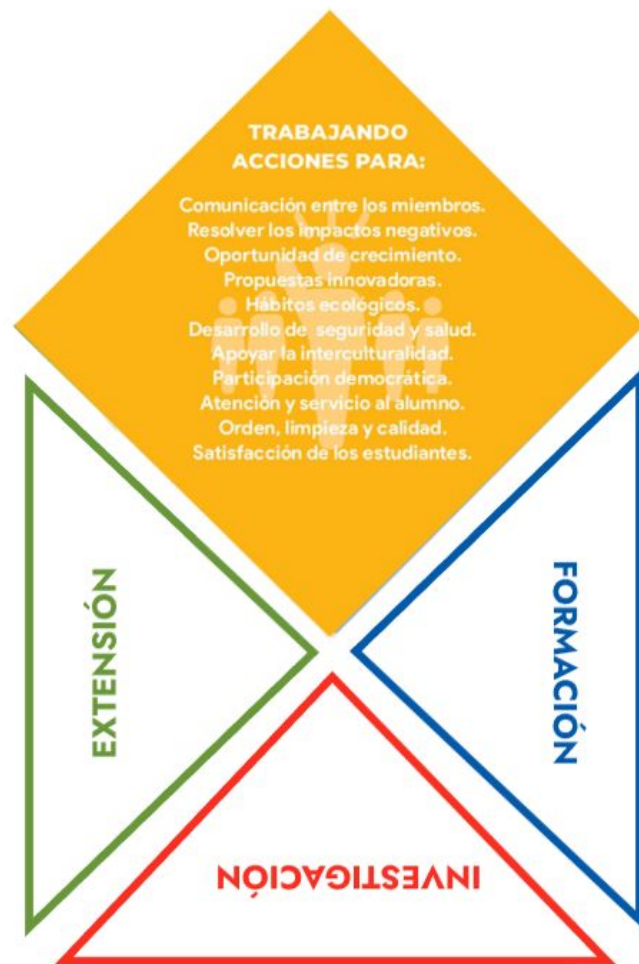 TRABAJANDO
ACCIONES PARA:
Comunicación entre los miembros.
Resolver los impactos negativos.
Oportunidad de crecimiento.
Propuestas innovadoras.
Hábitos ecológicos.
Desarrollo de seguridad y salud.
Apoyar la interculturalidad.
Participación democrática.
Atención y servicio al alumno.
Orden, limpieza y calidad.
Satisfacción de los estudiantes.
EXTENSIÓN
FORMACIÓN
INVESTIGACIÓN